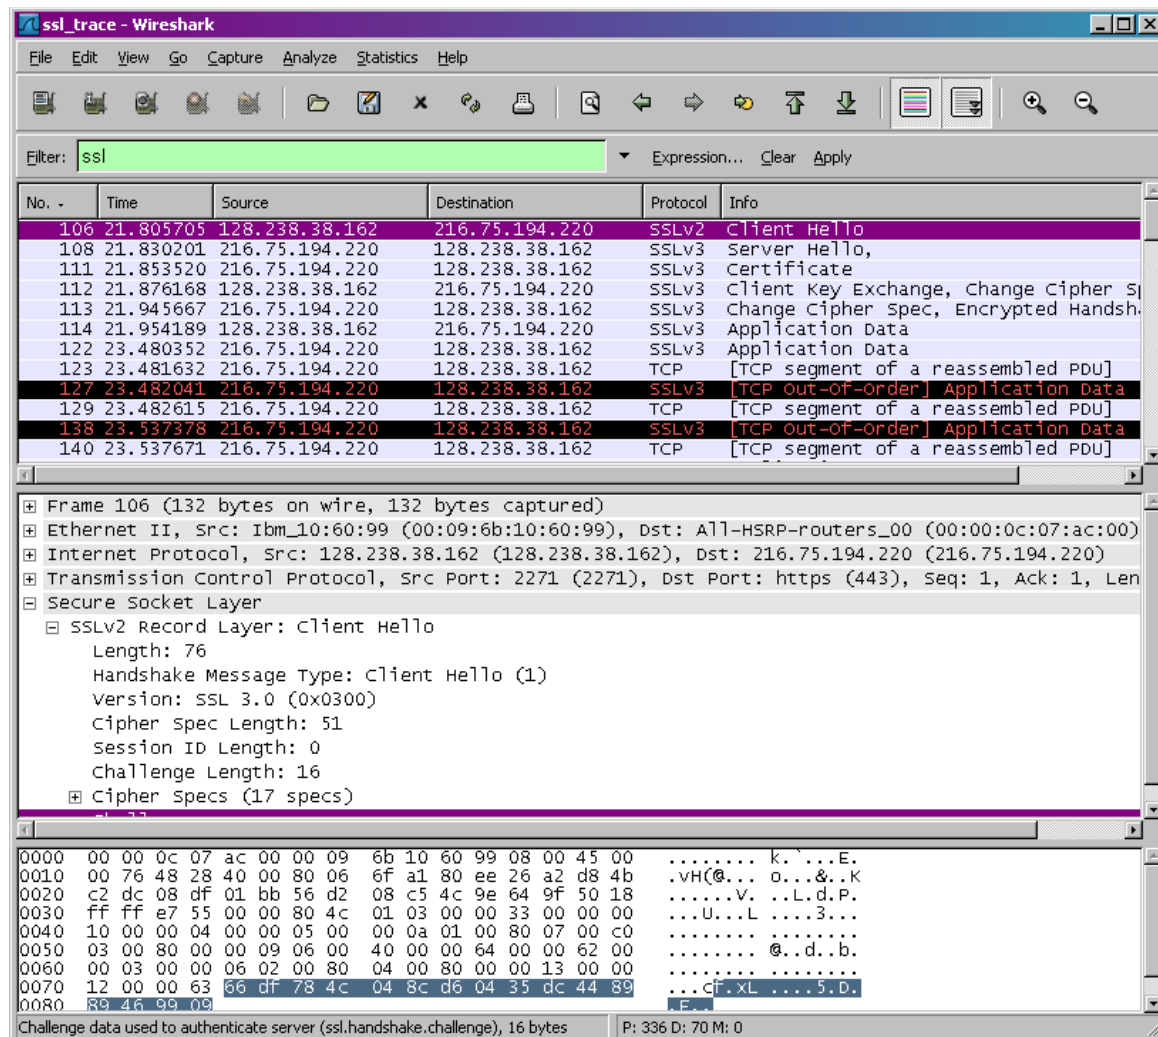 ssl_trace - Wireshark
File Edit View Go Capture Analyze Statistics Help
Filter: ssl Expression... Clear Apply
No. Time Source Destination Protocol Info
106 21.805705 128.238.38.162 216.75.194.220 SSLv2 Client Hello
108 21.830201 216.75.194.220 128.238.38.162 SSLv3 Server Hello,
111 21.853520 216.75.194.220 128.238.38.162 SSLv3 Certificate
112 21.876168 128.238.38.162 216.75.194.220 SSLv3 Client Key Exchange, Change Cipher Sp
113 21.945667 216.75.194.220 128.238.38.162 SSLv3 Change Cipher Spec, Encrypted Handsh
114 21.954189 128.238.38.162 216.75.194.220 SSLv3 Application Data
122 23.480352 216.75.194.220 128.238.38.162 SSLv3 Application Data
123 23.481632 216.75.194.220 128.238.38.162 TCP [TCP segment of a reassembled PDU]
127 23.482041 216.75.194.220 128.238.38.162 SSLv3 [TCP Out-Of-Order] Application Data
129 23.482615 216.75.194.220 128.238.38.162 TCP [TCP segment of a reassembled PDU]
138 23.537378 216.75.194.220 128.238.38.162 SSLv3 [TCP Out-Of-Order] Application Data
140 23.537671 216.75.194.220 128.238.38.162 TCP [TCP segment of a reassembled PDU]
Frame 106 (132 bytes on wire, 132 bytes captured)
Ethernet II, Src: Ibm_10:60:99 (00:09:6b:10:60:99), Dst: All-HSRP-routers_00 (00:00:0c:07:ac:00)
Internet Protocol, Src: 128.238.38.162 (128.238.38.162), Dst: 216.75.194.220 (216.75.194.220)
Transmission Control Protocol, Src Port: 2271 (2271), Dst Port: https (443), Seq: 1, Ack: 1, Len
Secure Socket Layer
SSLv2 Record Layer: Client Hello
Length: 76
Handshake Message Type: Client Hello (1)
Version: SSL 3.0 (0x0300)
Cipher Spec Length: 51
Session ID Length: 0
Challenge Length: 16
Cipher Specs (17 specs)
0000 00 00 0c 07 ac 00 00 09 6b 10 60 99 08 00 45 00 ........ k.`...E.
0010 00 76 48 28 40 00 80 06 6f a1 80 ee 26 a2 d8 4b .vH(@... o...&..K
0020 c2 dc 08 df 01 bb 56 d2 08 c5 4c 9e 64 9f 50 18 ......V. ..L.d.P.
0030 ff ff e7 55 00 00 80 4c 01 03 00 00 33 00 00 00 ...U...L ....3...
0040 10 00 00 04 00 00 05 00 00 0a 01 00 80 07 00 c0 ........ ........
0050 03 00 80 00 00 09 06 00 40 00 00 64 00 00 62 00 ........ @..d..b.
0060 00 03 00 00 06 02 00 80 04 00 80 00 00 13 00 00 ........ ........
0070 12 00 00 63 66 df 78 4c 04 8c d6 04 35 dc 44 89 ...cf.xL ....5.D.
0080 89 46 99 09 .F..
Challenge data used to authenticate server (ssl.handshake.challenge), 16 bytes P: 336 D: 70 M: 0